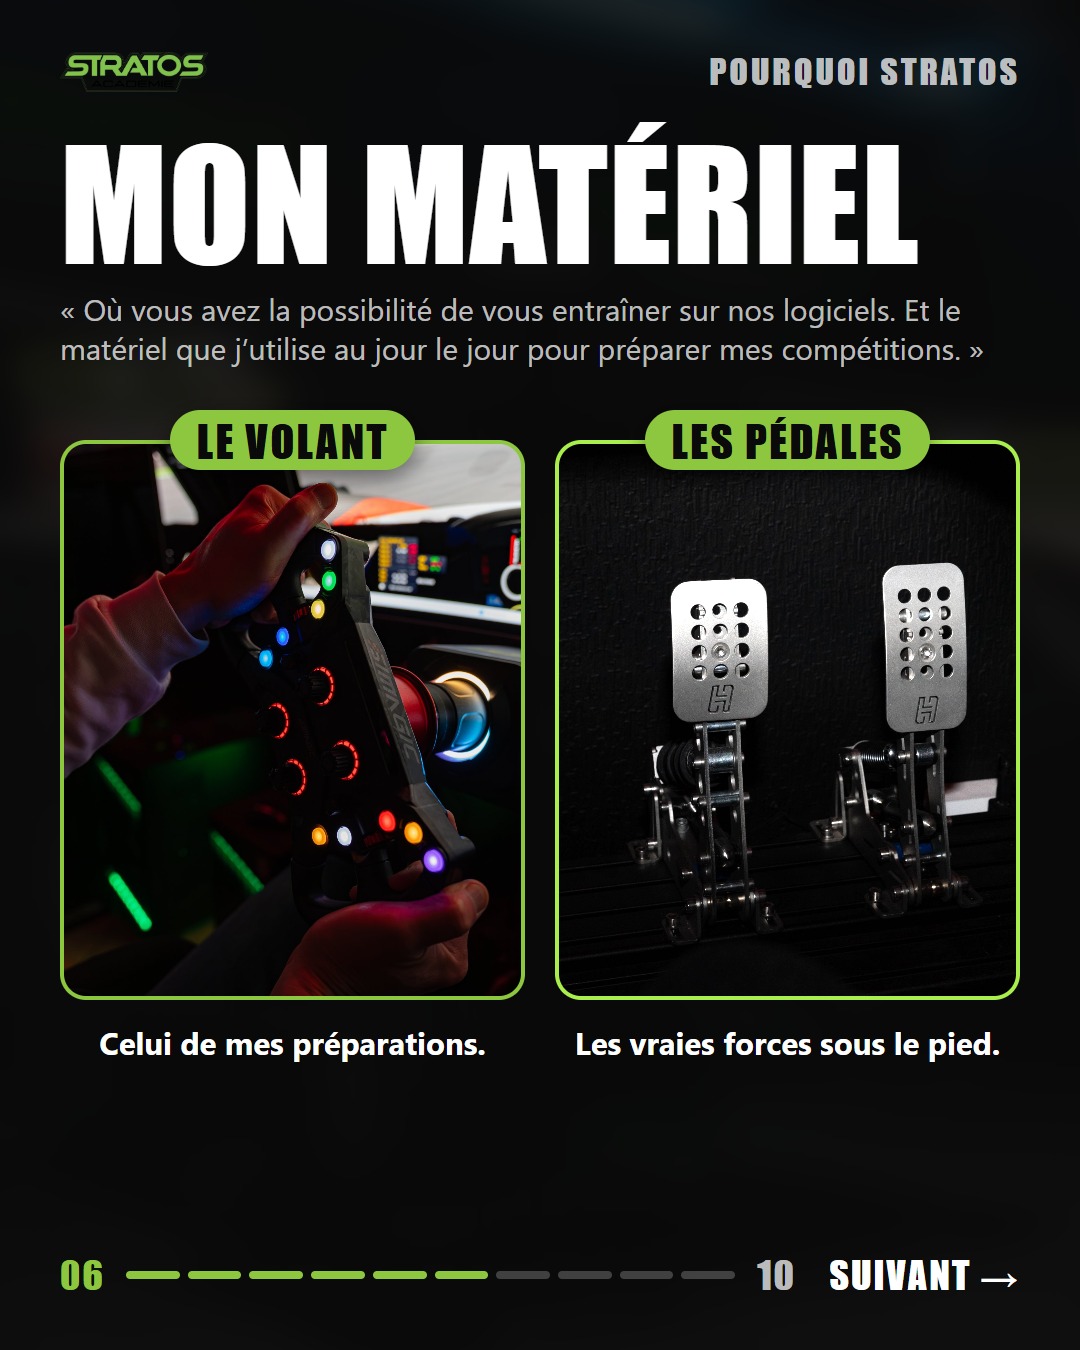 STRATOS
ACADEMIE
POURQUOI STRATOS
MON MATÉRIEL
« Où vous avez la possibilité de vous entraîner sur nos logiciels. Et le
matériel que j’utilise au jour le jour pour préparer mes compétitions. »
LE VOLANT
LES PÉDALES
Celui de mes préparations.
Les vraies forces sous le pied.
06
10
SUIVANT →